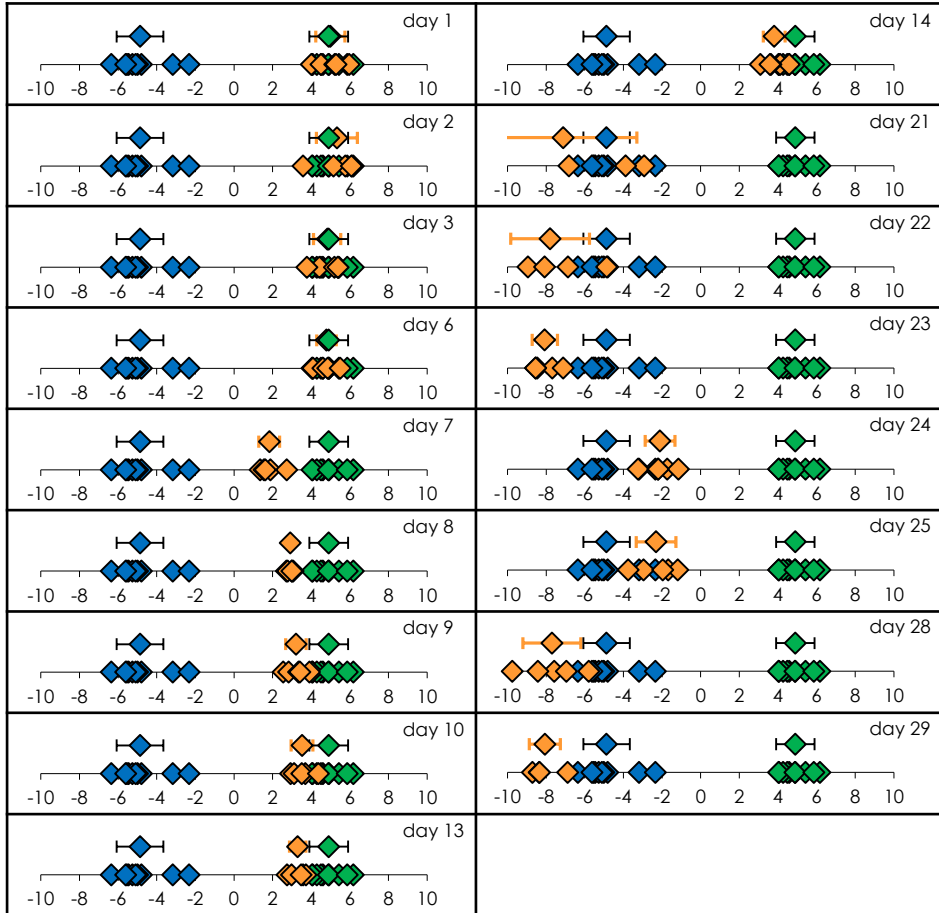 day 1
-10 -8 -6 -4 -2 0 2 4 6 8 10
day 2
-10 -8 -6 -4 -2 0 2 4 6 8 10
day 3
-10 -8 -6 -4 -2 0 2 4 6 8 10
day 6
-10 -8 -6 -4 -2 0 2 4 6 8 10
day 7
-10 -8 -6 -4 -2 0 2 4 6 8 10
day 8
-10 -8 -6 -4 -2 0 2 4 6 8 10
day 9
-10 -8 -6 -4 -2 0 2 4 6 8 10
day 10
-10 -8 -6 -4 -2 0 2 4 6 8 10
day 13
-10 -8 -6 -4 -2 0 2 4 6 8 10
day 14
-10 -8 -6 -4 -2 0 2 4 6 8 10
day 21
-10 -8 -6 -4 -2 0 2 4 6 8 10
day 22
-10 -8 -6 -4 -2 0 2 4 6 8 10
day 23
-10 -8 -6 -4 -2 0 2 4 6 8 10
day 24
-10 -8 -6 -4 -2 0 2 4 6 8 10
day 25
-10 -8 -6 -4 -2 0 2 4 6 8 10
day 28
-10 -8 -6 -4 -2 0 2 4 6 8 10
day 29
-10 -8 -6 -4 -2 0 2 4 6 8 10